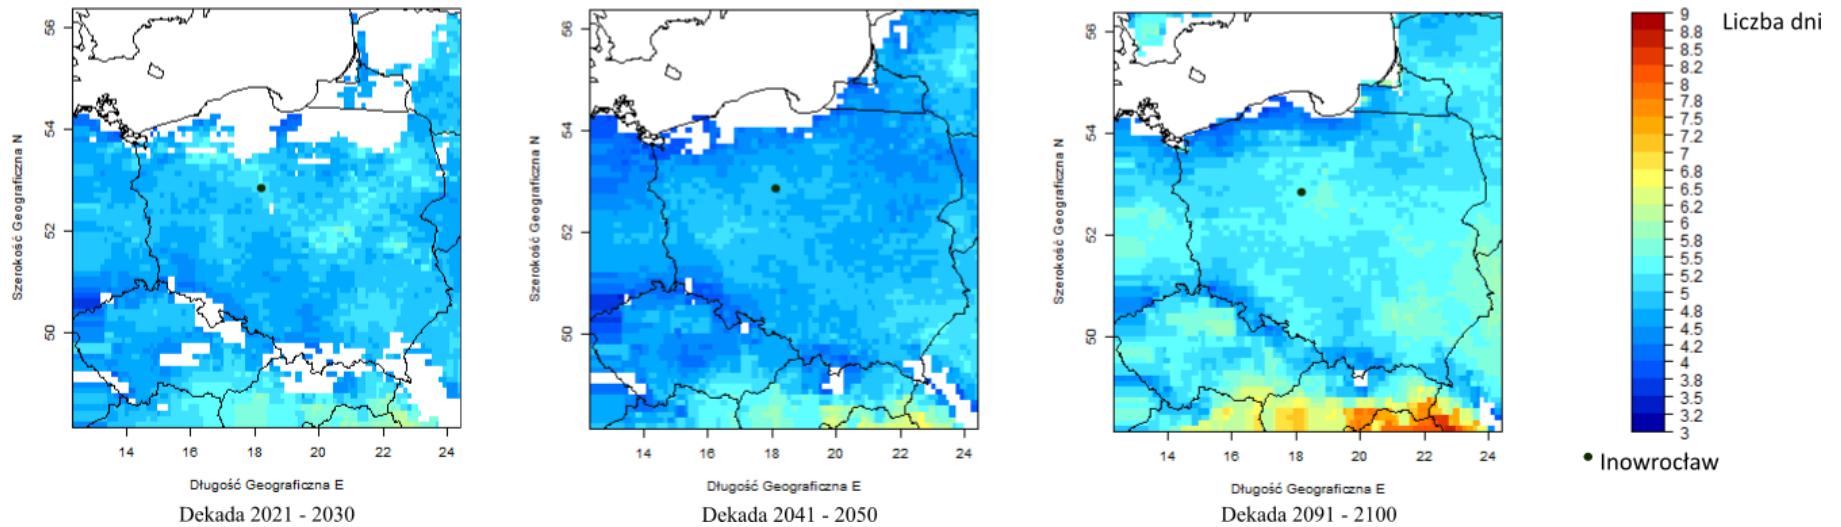 56
54
52
50
Szerokość Geograficzna N
14 16 18 20 22 24
Długość Geograficzna E
Dekada 2021 - 2030
56
54
52
50
Szerokość Geograficzna N
14 16 18 20 22 24
Długość Geograficzna E
Dekada 2041 - 2050
56
54
52
50
Szerokość Geograficzna N
14 16 18 20 22 24
Długość Geograficzna E
Dekada 2091 - 2100
Liczba dni
9
8.8
8.5
8.2
8
7.8
7.5
7.2
7
6.8
6.5
6.2
6
5.8
5.5
5.2
5
4.8
4.5
4.2
4
3.8
3.5
3.2
3
Inowrocław